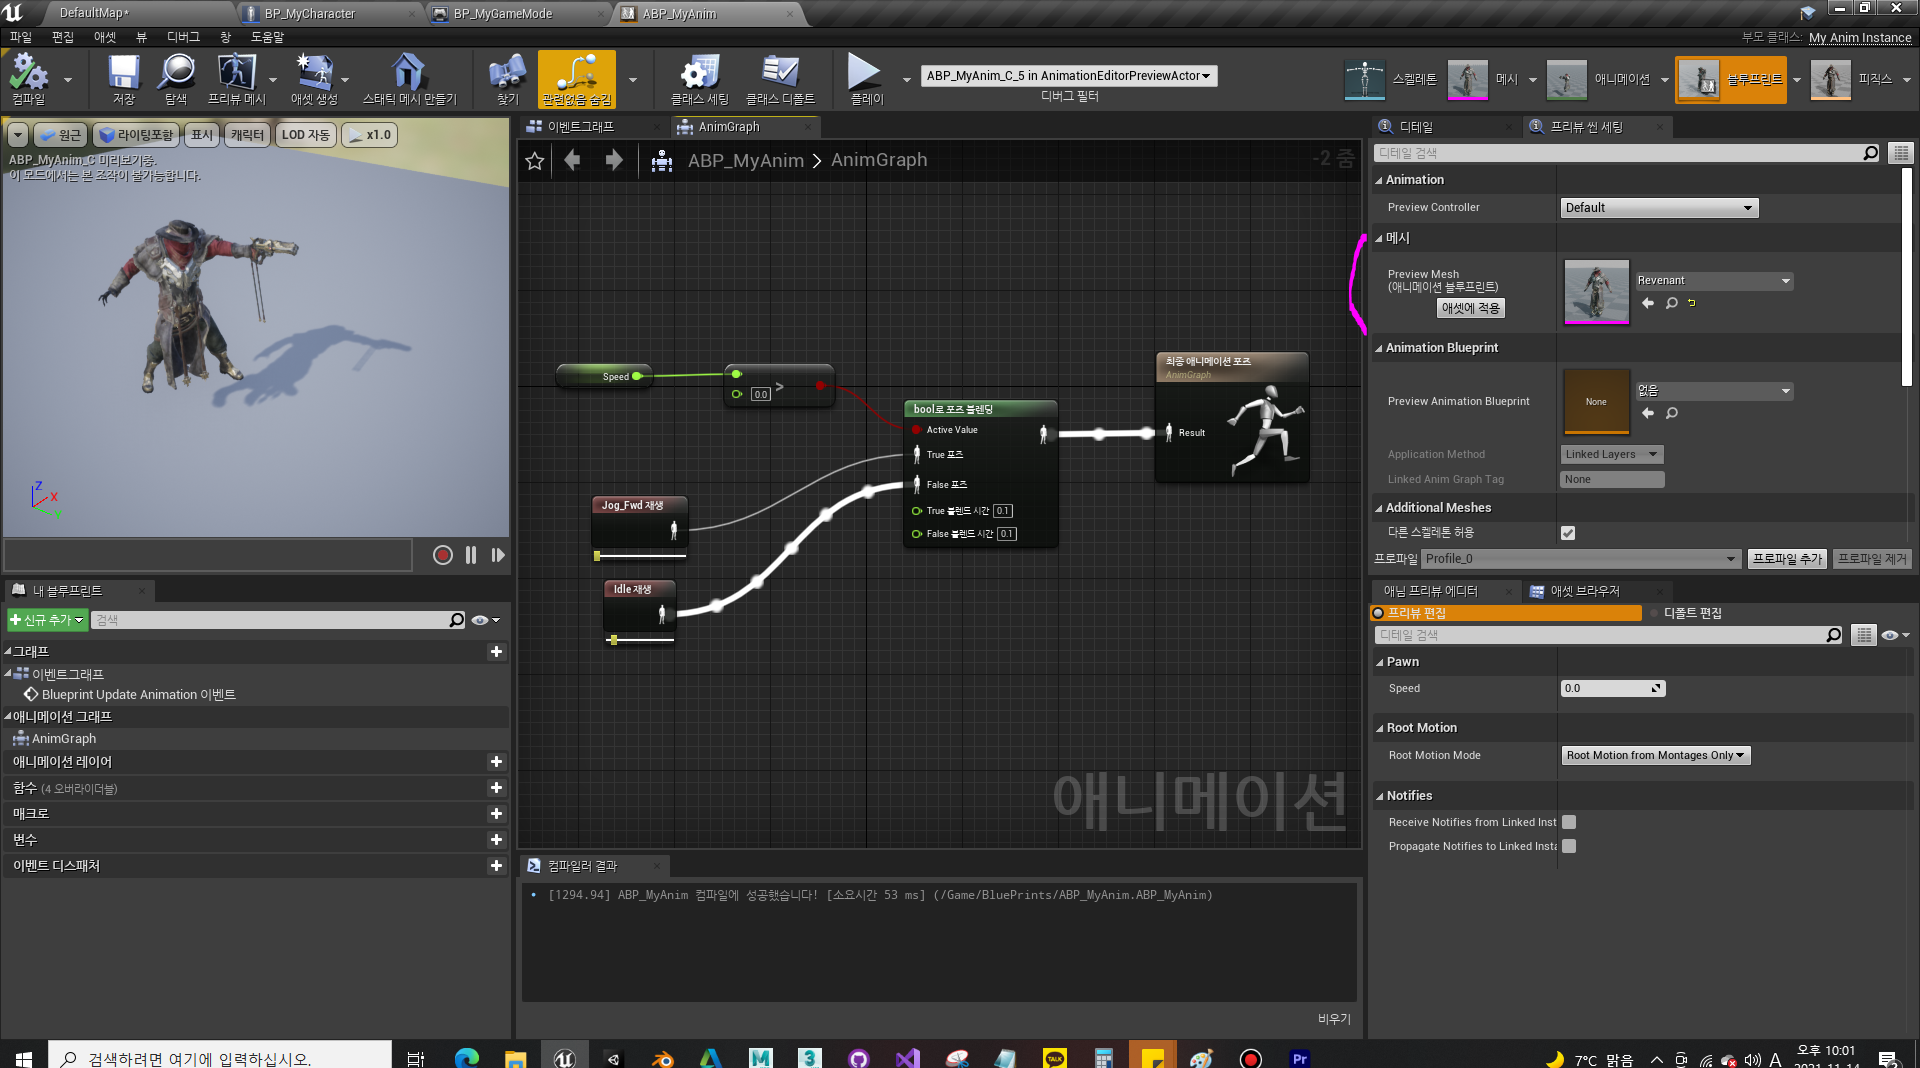 DefaultMap*
BP_MyCharacter
BP_MyGameMode
ABP_MyAnim
파일 편집 애셋 뷰 디버그 창 도움말
부모 클래스: My Anim Instance
컴파일
저장
탐색
프리뷰 메시
애셋 생성
스태틱 메시 만들기
찾기
관련없음 숨김
클래스 세팅
클래스 디폴트
플레이
ABP_MyAnim_C_5 in AnimationEditorPreviewActor
디버그 필터
스켈레톤
메시
애니메이션
블루프린트
피직스
원근
라이팅포함
표시
캐릭터
LOD 자동
x1.0
ABP_MyAnim_C 미리보기중.
이 모드에서는 본 조작이 불가능합니다.
Z
X
Y
이벤트그래프
AnimGraph
ABP_MyAnim > AnimGraph
-2 줌
Speed
0.0
>
bool로 포즈 블렌딩
Active Value
True 포즈
False 포즈
True 블렌드 시간 0.1
False 블렌드 시간 0.1
최종 애니메이션 포즈
AnimGraph
Result
Jog_Fwd 재생
Idle 재생
애니메이션
컴파일러 결과
[1294.94] ABP_MyAnim 컴파일에 성공했습니다! [소요시간 53 ms] (/Game/BluePrints/ABP_MyAnim.ABP_MyAnim)
비우기
내 블루프린트
신규 추가
검색
그래프
이벤트그래프
Blueprint Update Animation 이벤트
애니메이션 그래프
AnimGraph
애니메이션 레이어
함수 (4 오버라이더블)
매크로
변수
이벤트 디스패처
디테일
프리뷰 씬 세팅
디테일 검색
Animation
Preview Controller
Default
메시
Preview Mesh
(애니메이션 블루프린트)
애셋에 적용
Revenant
Animation Blueprint
Preview Animation Blueprint
None
없음
Application Method
Linked Layers
Linked Anim Graph Tag
None
Additional Meshes
다른 스켈레톤 허용
프로파일
Profile_0
프로파일 추가
프로파일 제거
애님 프리뷰 에디터
애셋 브라우저
프리뷰 편집
디폴트 편집
디테일 검색
Pawn
Speed
0.0
Root Motion
Root Motion Mode
Root Motion from Montages Only
Notifies
Receive Notifies from Linked Inst
Propagate Notifies to Linked Insta
검색하려면 여기에 입력하십시오.
M
3
TALK
Pr
7°C 맑음
A
오후 10:01
2021-11-14
2